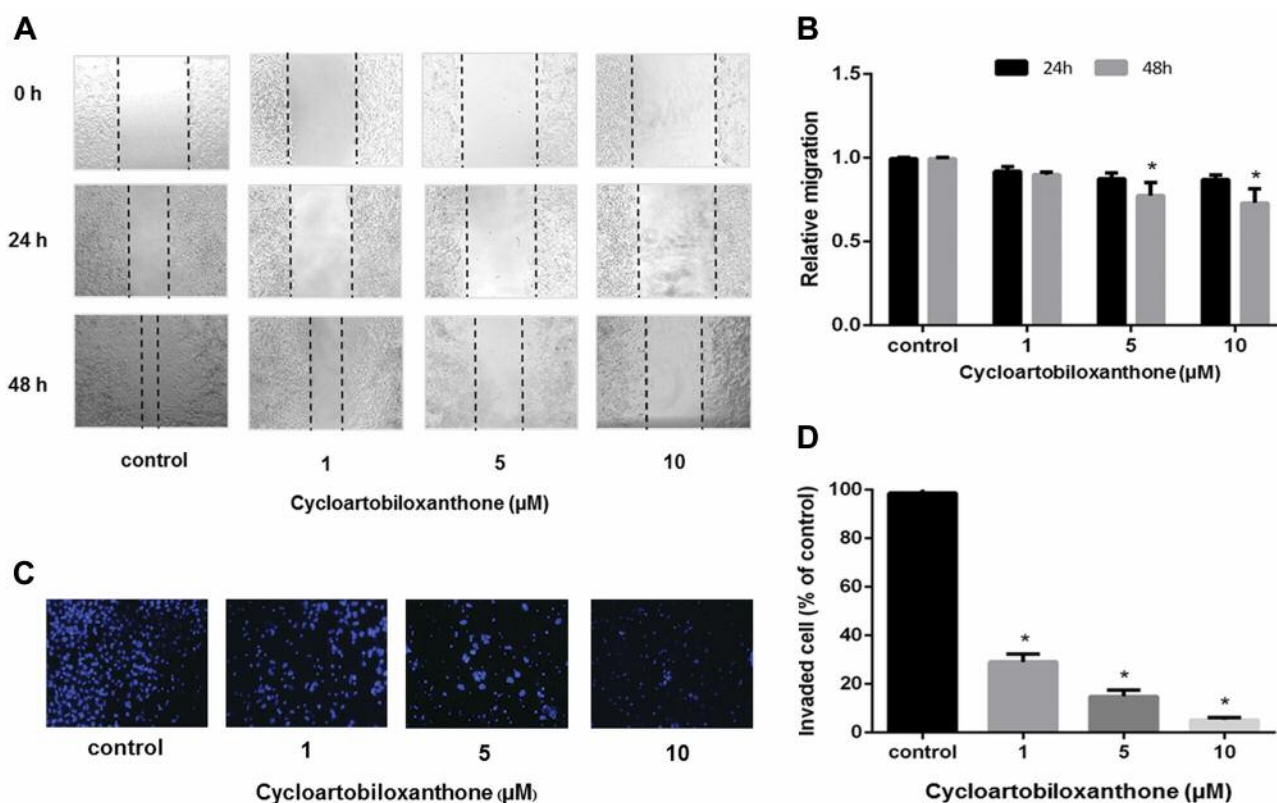 A
0 h
24 h
48 h
control 1 5 10
Cycloartobiloxanthone (µM)
B
24h 48h
Relative migration
1.5
1.0
0.5
0.0
* *
control 1 5 10
Cycloartobiloxanthone (µM)
C
control 1 5 10
Cycloartobiloxanthone (µM)
D
Invaded cell (% of control)
100
80
60
40
20
0
* * *
control 1 5 10
Cycloartobiloxanthone (µM)